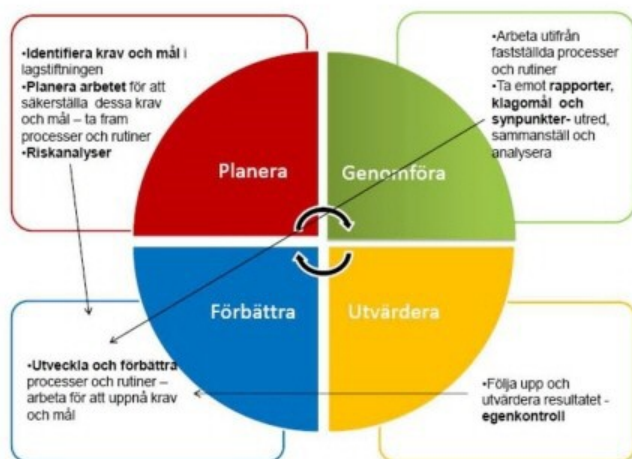 •Identifiera krav och mål i
lagstiftningen
•Planera arbetet för att
säkerställa dessa krav
och mål – ta fram
processer och rutiner
•Riskanalyser
Planera
•Arbeta utifrån
fastställda processer
och rutiner
•Ta emot rapporter,
klagomål och
synpunkter- utred,
sammanställ och
analysera
Genomföra
Förbättra
•Utveckla och förbättra
processer och rutiner –
arbeta för att uppnå krav
och mål
Utvärdera
•Följa upp och
utvärdera resultatet -
egenkontroll